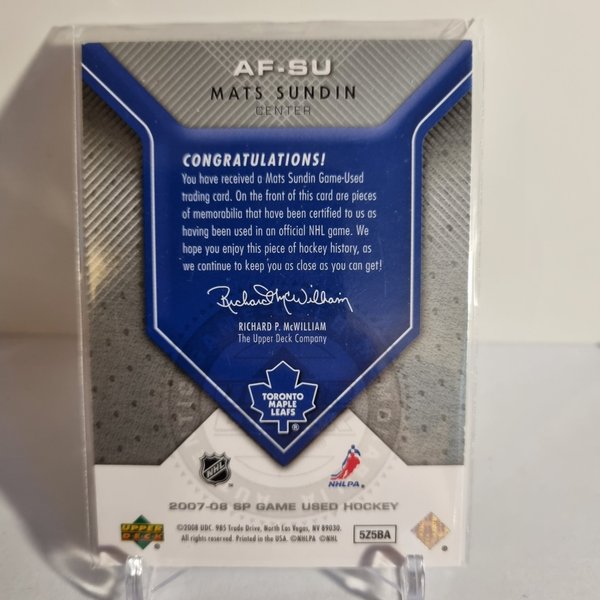 AF-SU
MATS SUNDIN
CENTER
CONGRATULATIONS!
You have received a Mats Sundin Game-Used
trading card. On the front of this card are pieces
of memorabilia that have been certified to us as
having been used in an official NHL game. We
hope you enjoy this piece of hockey history, as
we continue to keep you as close as you can get!
Richard McWilliam
RICHARD P. McWILLIAM
The Upper Deck Company
TORONTO
MAPLE
LEAFS
®
NHL
NHLPA®
2007-08 SP GAME USED HOCKEY
UPPER
DECK
©2008 UDC. 985 Trade Drive, North Las Vegas, NV 89030.
All rights reserved. Printed in the USA. ©NHLPA ©NHL
5Z5BA